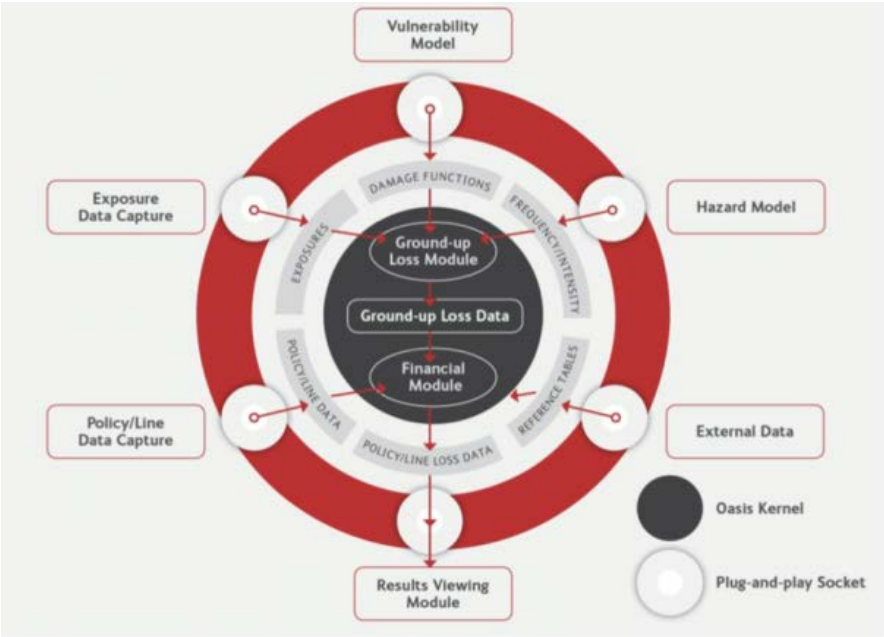 Vulnerability
Model
Exposure
Data Capture
Hazard Model
DAMAGE FUNCTIONS
EXPOSURES
FREQUENCY/INTENSITY
Ground-up
Loss Module
Ground-up Loss Data
Financial
Module
POLICY/LINE DATA
REFERENCE TABLES
POLICY/LINE LOSS DATA
Policy/Line
Data Capture
External Data
Results Viewing
Module
Oasis Kernel
Plug-and-play Socket